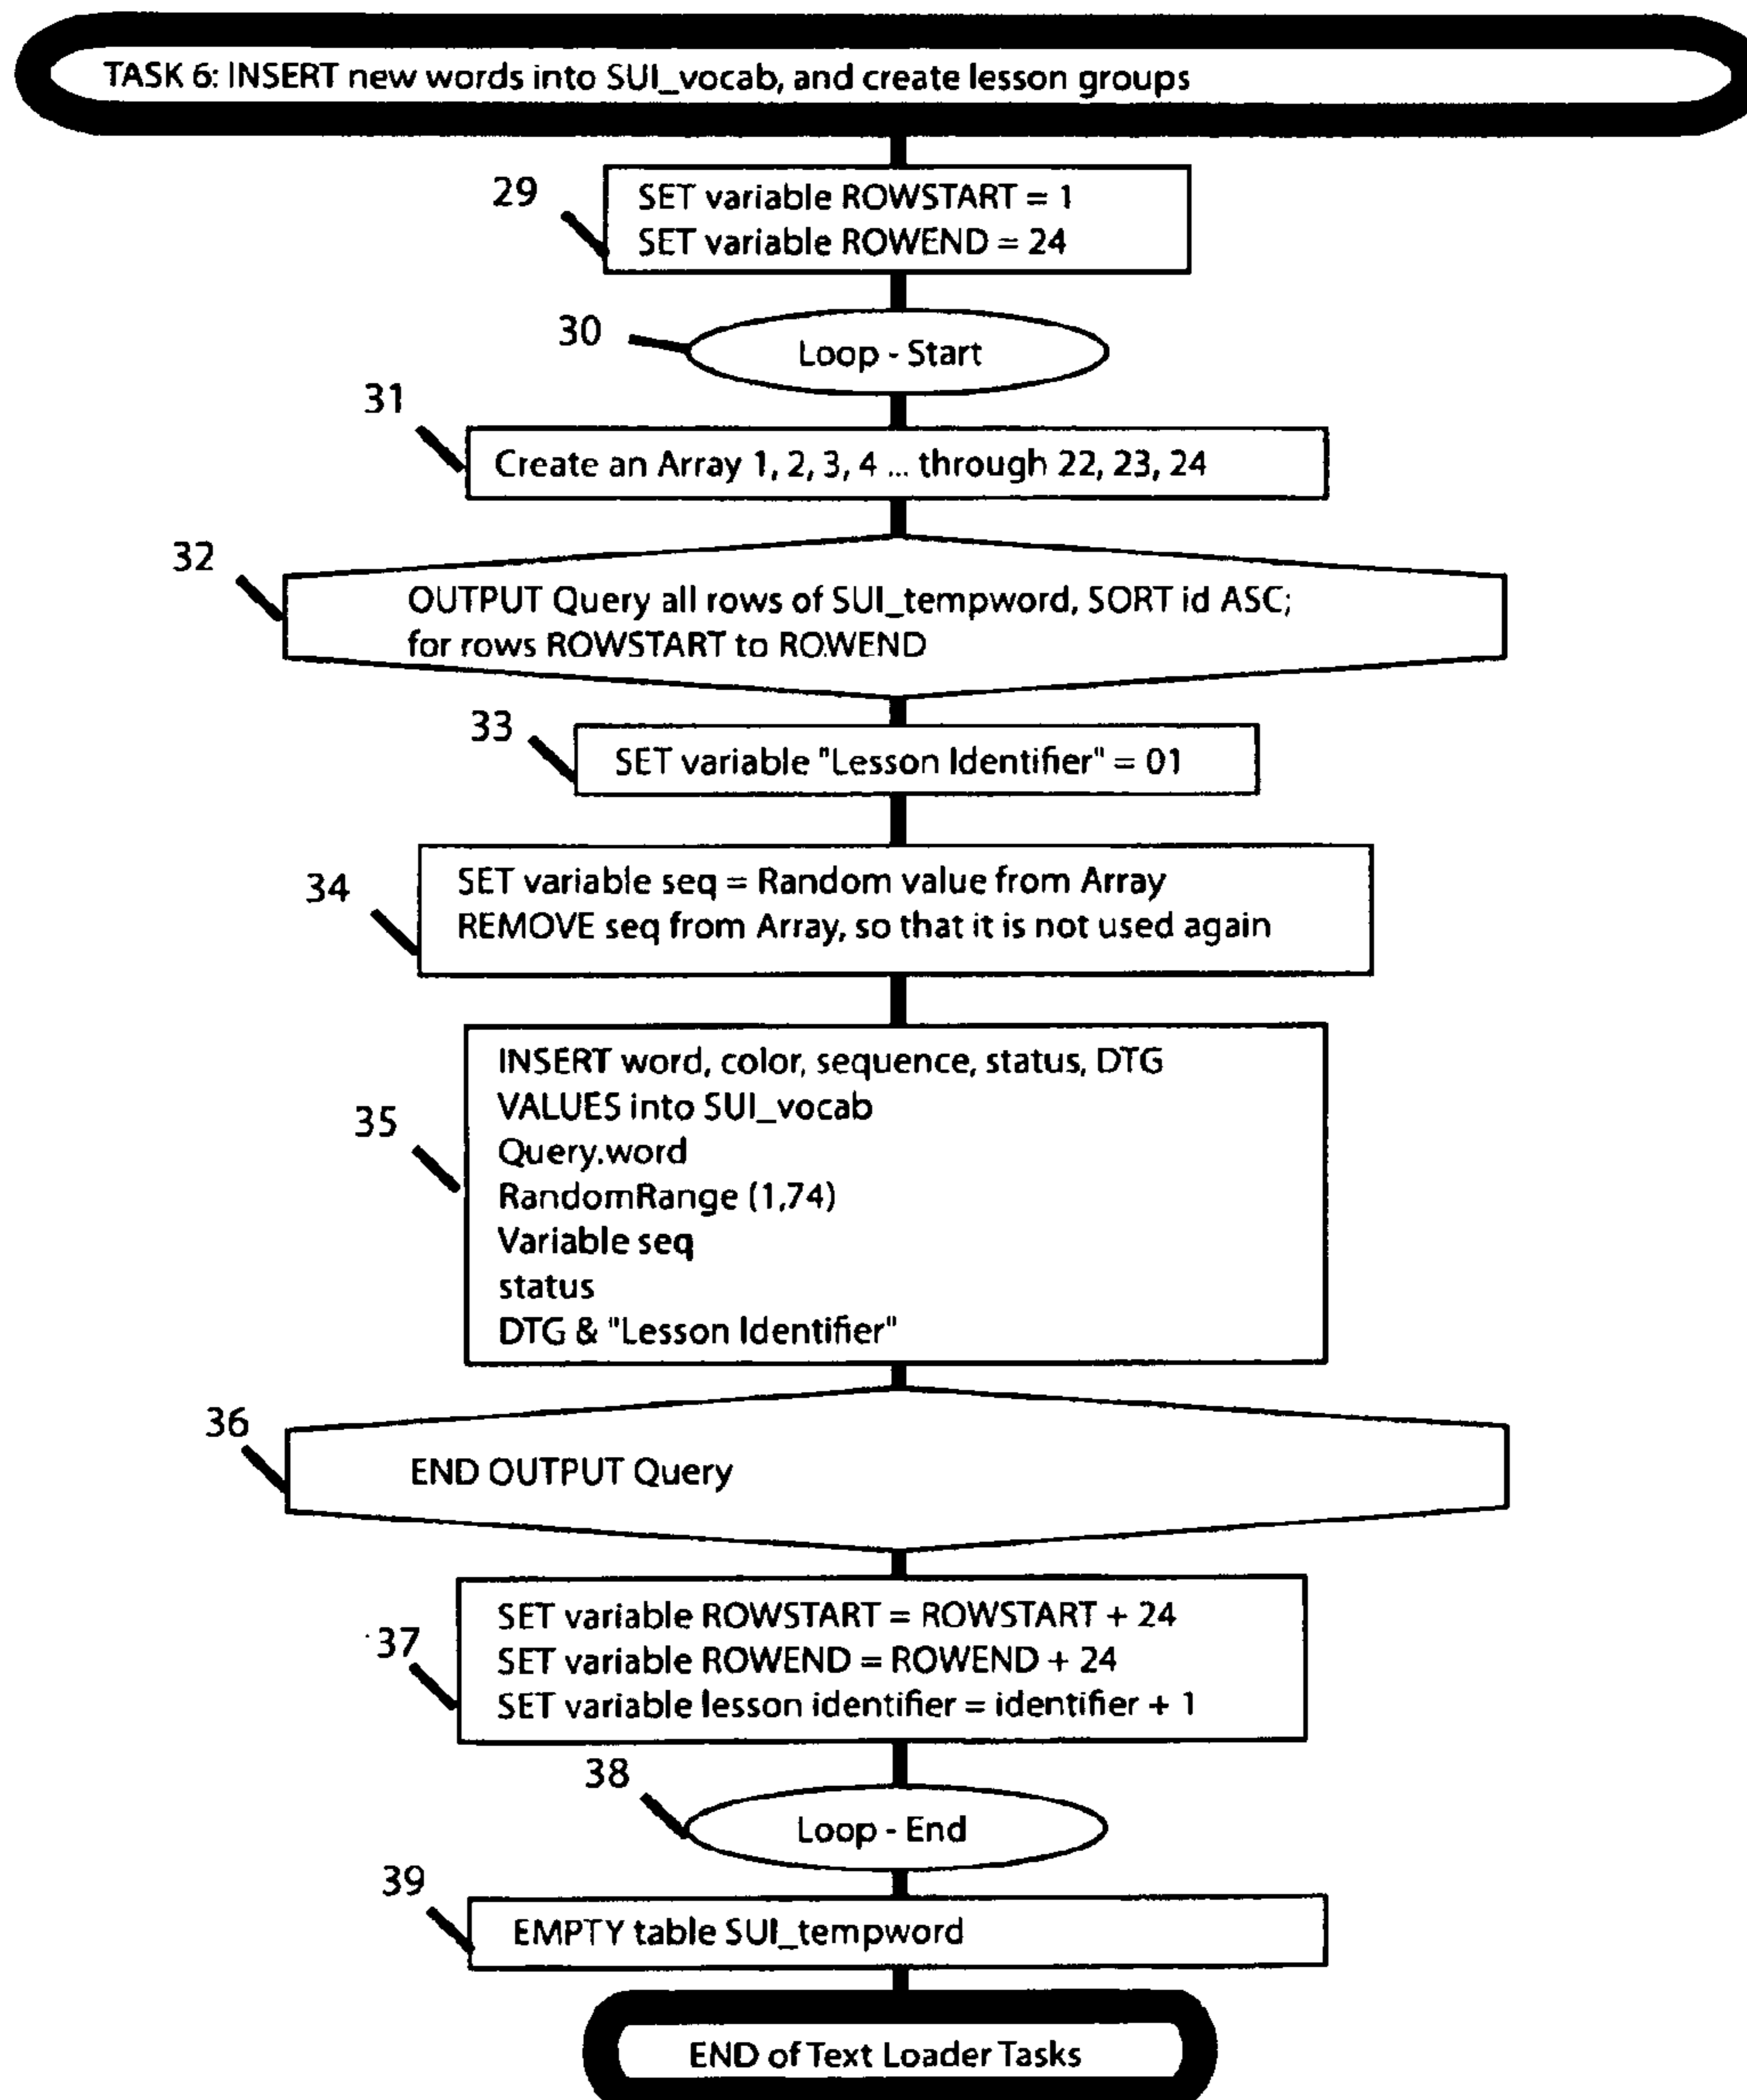 TASK 6: INSERT new words into SUI_vocab, and create lesson groups
29
SET variable ROWSTART = 1
SET variable ROWEND = 24
30
Loop - Start
31
Create an Array 1, 2, 3, 4 ... through 22, 23, 24
32
OUTPUT Query all rows of SUI_tempword, SORT id ASC;
for rows ROWSTART to ROWEND
33
SET variable "Lesson Identifier" = 01
34
SET variable seq = Random value from Array
REMOVE seq from Array, so that it is not used again
35
INSERT word, color, sequence, status, DTG
VALUES into SUI_vocab
Query.word
RandomRange (1,74)
Variable seq
status
DTG & "Lesson Identifier"
36
END OUTPUT Query
37
SET variable ROWSTART = ROWSTART + 24
SET variable ROWEND = ROWEND + 24
SET variable lesson identifier = identifier + 1
38
Loop - End
39
EMPTY table SUI_tempword
END of Text Loader Tasks